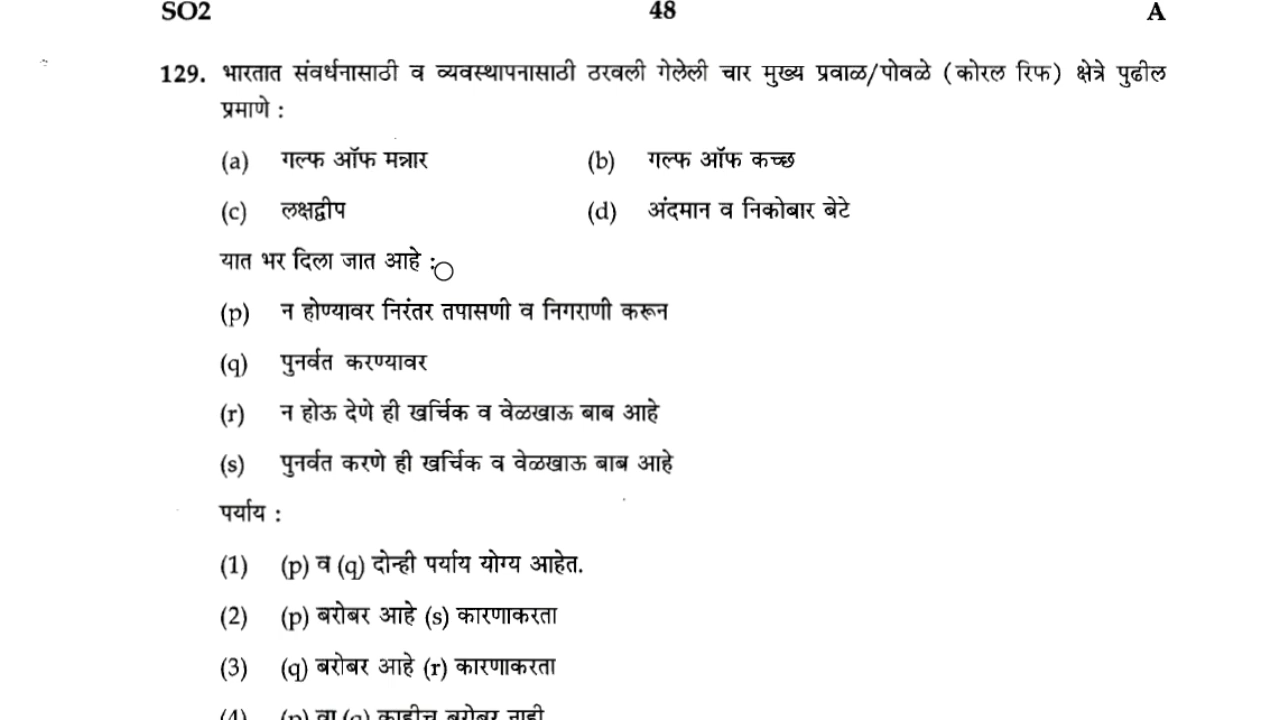 SO2 48 A
129. भारतात संवर्धनासाठी व व्यवस्थापनासाठी ठरवली गेलेली चार मुख्य प्रवाळ/पोवळे (कोरल रिफ) क्षेत्रे पुढील
प्रमाणे :
(a) गल्फ ऑफ मन्नार (b) गल्फ ऑफ कच्छ
(c) लक्षद्वीप (d) अंदमान व निकोबार बेटे
यात भर दिला जात आहे :
(p) न होण्यावर निरंतर तपासणी व निगराणी करून
(q) पुनर्वत करण्यावर
(r) न होऊ देणे ही खर्चिक व वेळखाऊ बाब आहे
(s) पुनर्वत करणे ही खर्चिक व वेळखाऊ बाब आहे
पर्याय :
(1) (p) व (q) दोन्ही पर्याय योग्य आहेत.
(2) (p) बरोबर आहे (s) कारणाकरता
(3) (q) बरोबर आहे (r) कारणाकरता
(4) (p) वा (q) काहीच बरोबर नाही